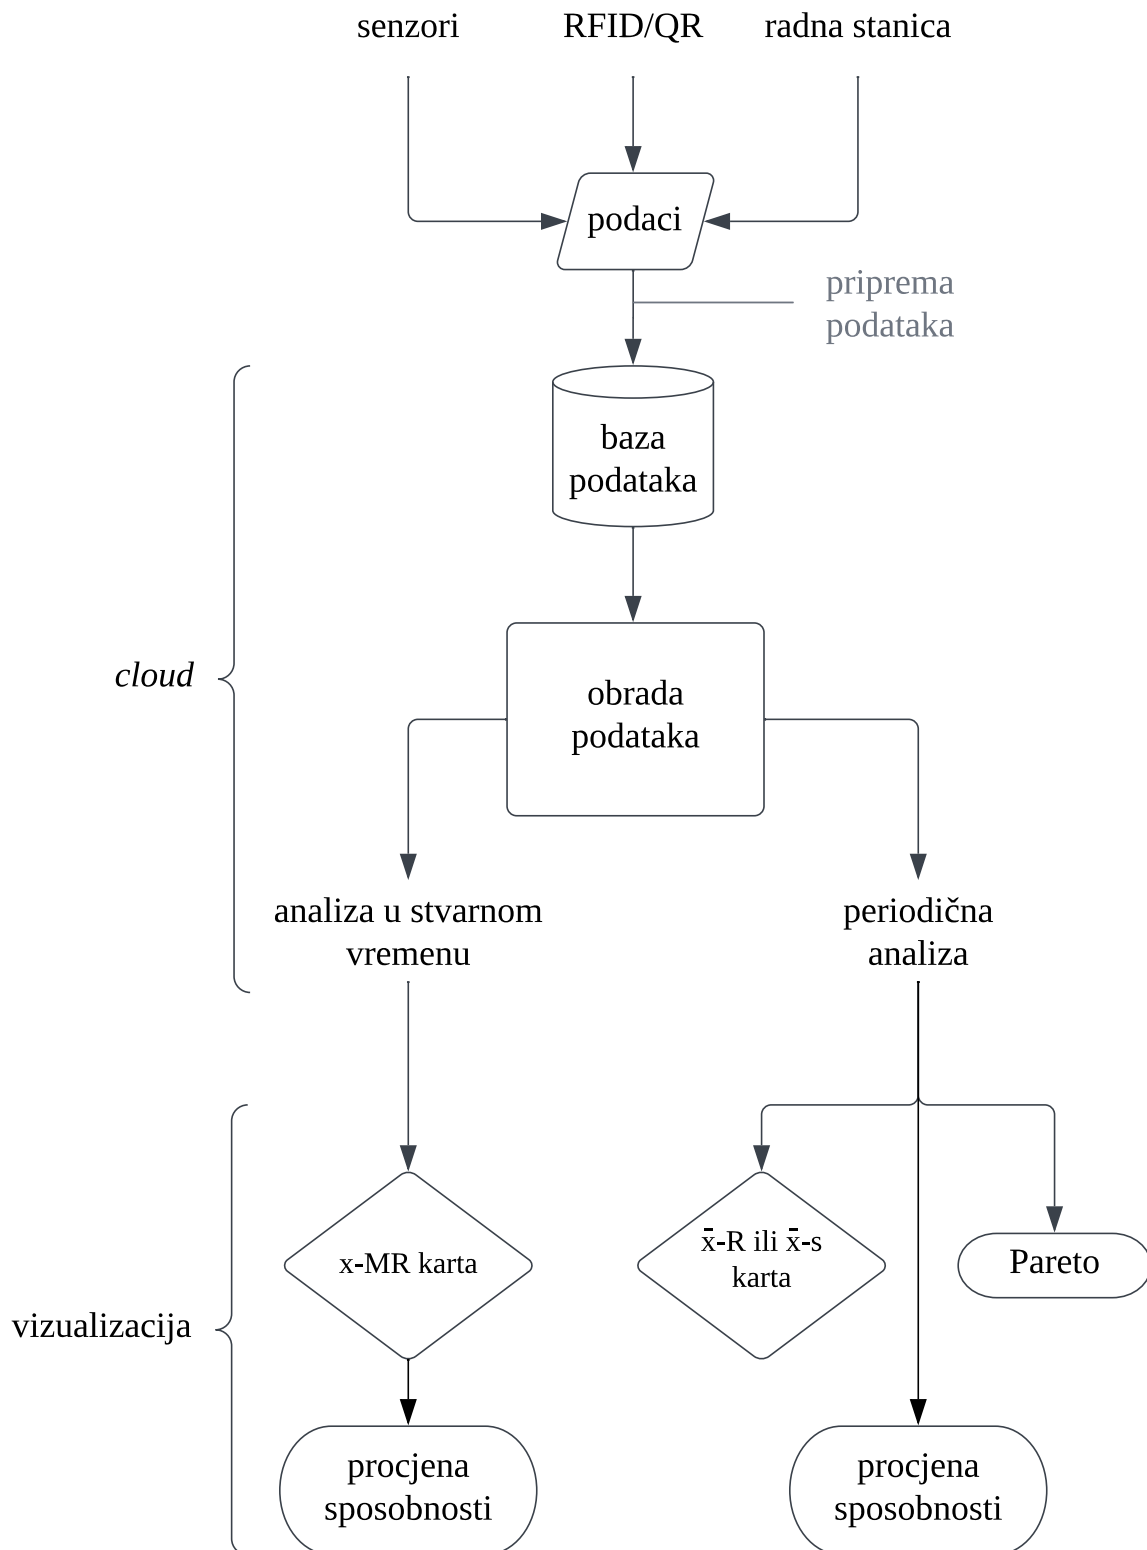 senzori
RFID/QR
radna stanica
podaci
priprema
podataka
baza
podataka
cloud
obrada
podataka
analiza u stvarnom
vremenu
periodična
analiza
x-MR karta
x̄-R ili x̄-s
karta
Pareto
vizualizacija
procjena
sposobnosti
procjena
sposobnosti